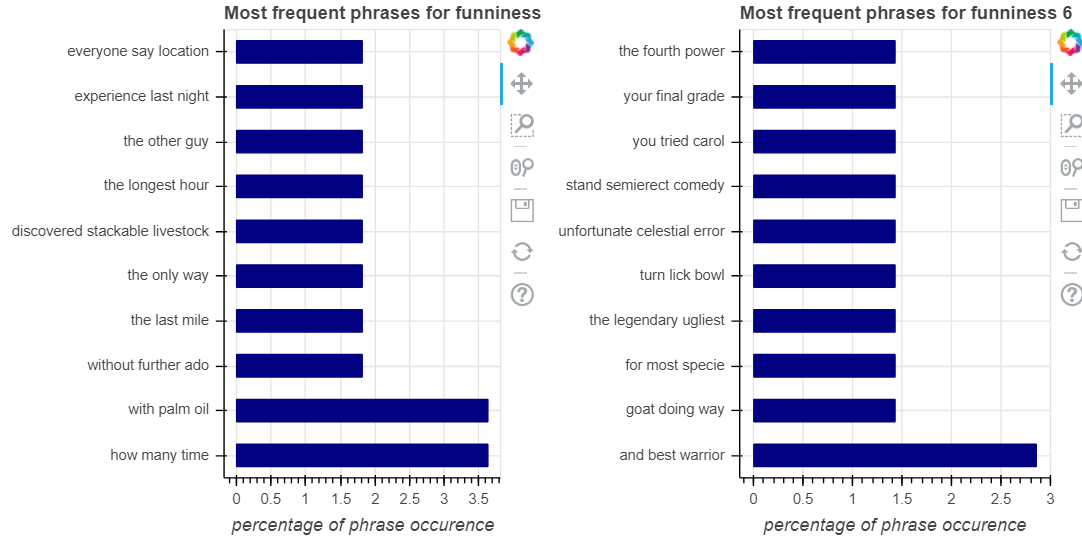 Most frequent phrases for funniness
everyone say location
experience last night
the other guy
the longest hour
discovered stackable livestock
the only way
the last mile
without further ado
with palm oil
how many time
0 0.5 1 1.5 2 2.5 3 3.5
percentage of phrase occurence
Most frequent phrases for funniness 6
the fourth power
your final grade
you tried carol
stand semierect comedy
unfortunate celestial error
turn lick bowl
the legendary ugliest
for most specie
goat doing way
and best warrior
0 0.5 1 1.5 2 2.5 3
percentage of phrase occurence